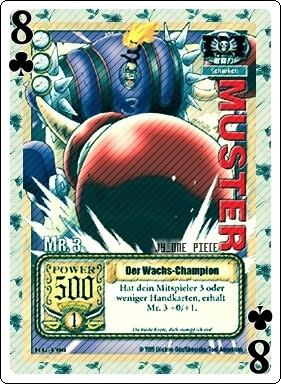 8
Schurken
MUSTER
MR. 3
JY_ONE PIECE
POWER
500
1
Der Wachs-Champion
Hat dein Mitspieler 3 oder
weniger Handkarten, erhält
Mr. 3 +0/+1.
8